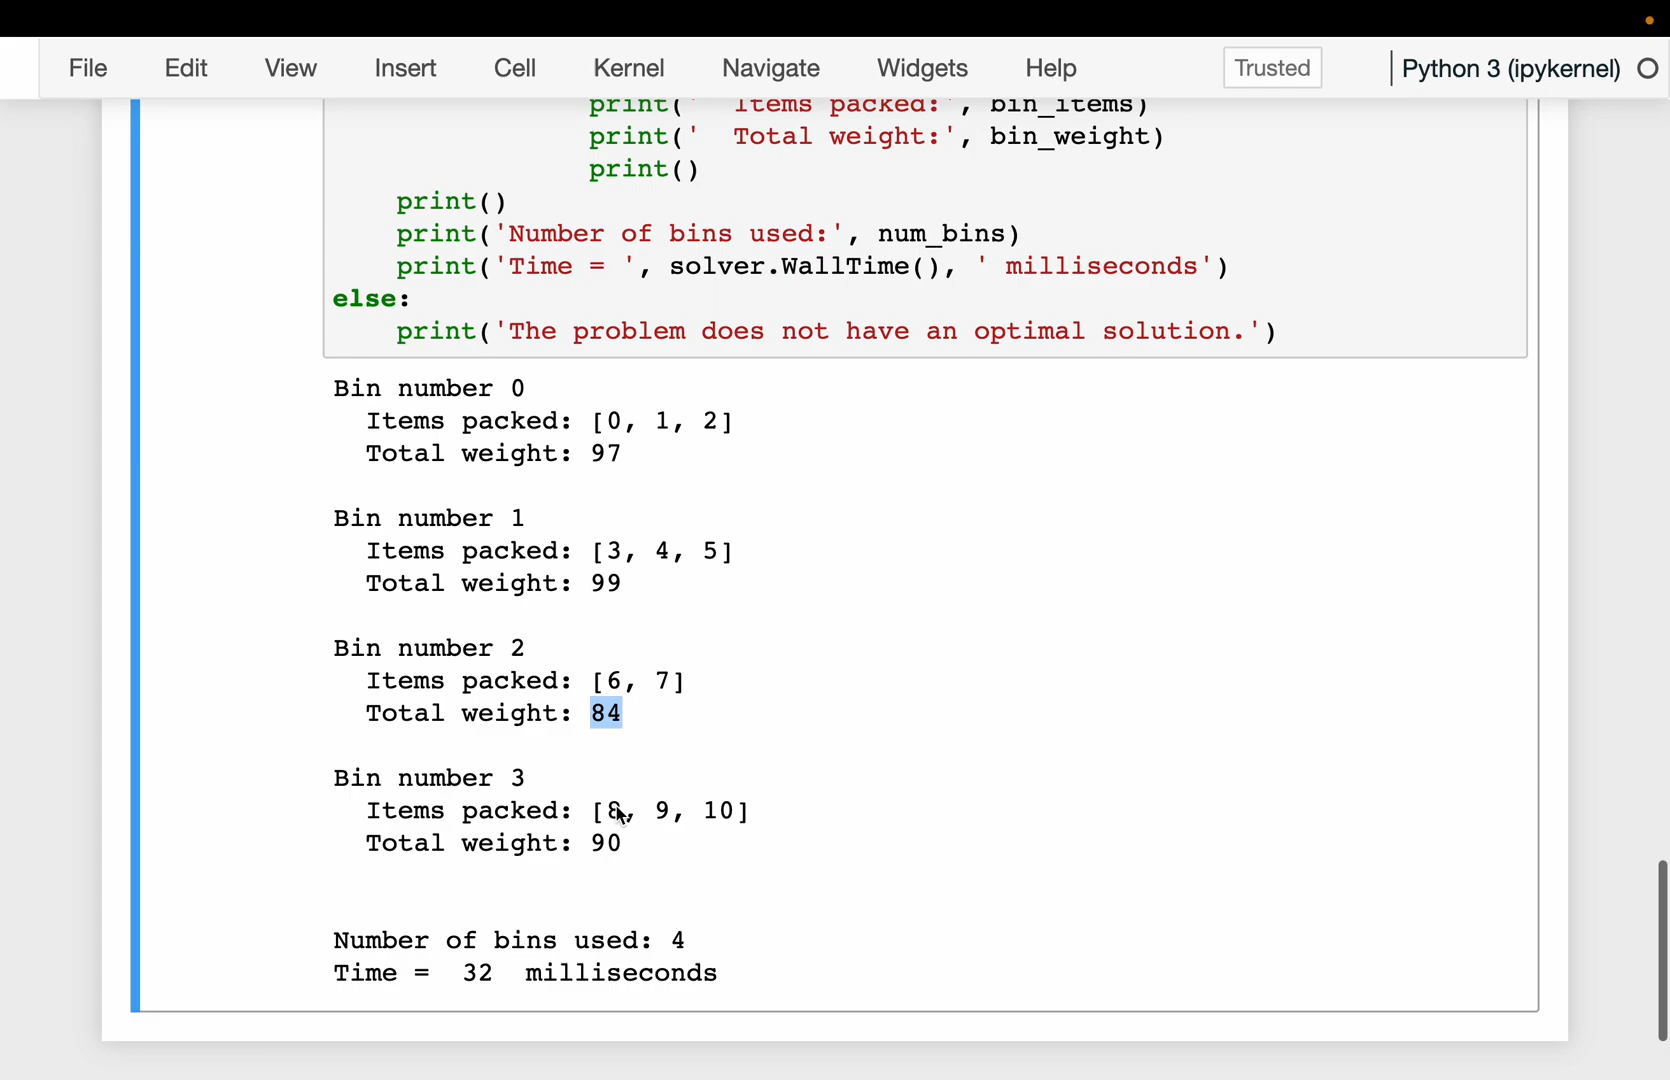 File Edit View Insert Cell Kernel Navigate Widgets Help Trusted Python 3 (ipykernel)
print('  Items packed:', bin_items)
print('  Total weight:', bin_weight)
print()
print()
print('Number of bins used:', num_bins)
print('Time = ', solver.WallTime(), ' milliseconds')
else:
print('The problem does not have an optimal solution.')
Bin number 0
Items packed: [0, 1, 2]
Total weight: 97
Bin number 1
Items packed: [3, 4, 5]
Total weight: 99
Bin number 2
Items packed: [6, 7]
Total weight: 84
Bin number 3
Items packed: [8, 9, 10]
Total weight: 90
Number of bins used: 4
Time =  32  milliseconds